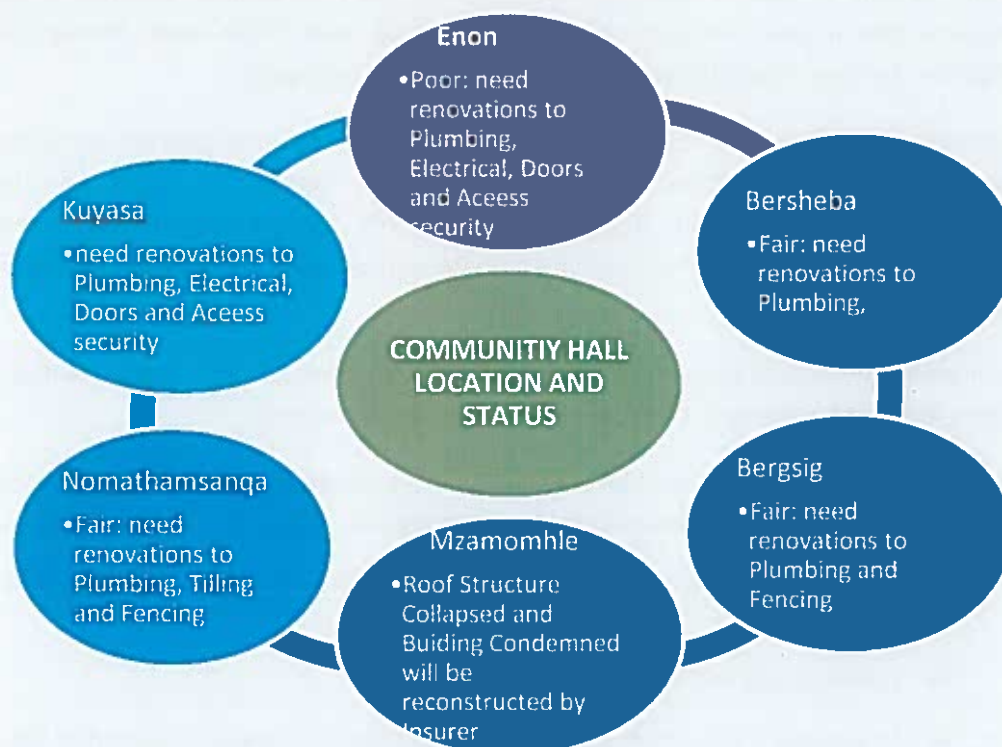 Enon
•Poor: need
renovations to
Plumbing,
Electrical, Doors
and Aceess
security
Bersheba
•Fair: need
renovations to
Plumbing,
Bergsig
•Fair: need
renovations to
Plumbing and
Fencing
Mzamomhle
•Roof Structure
Collapsed and
Buiding Condemned
will be
reconstructed by
Insurer
Nomathamsanqa
•Fair: need
renovations to
Plumbing, Tilling
and Fencing
Kuyasa
•need renovations to
Plumbing, Electrical,
Doors and Aceess
security
COMMUNITIY HALL
LOCATION AND
STATUS